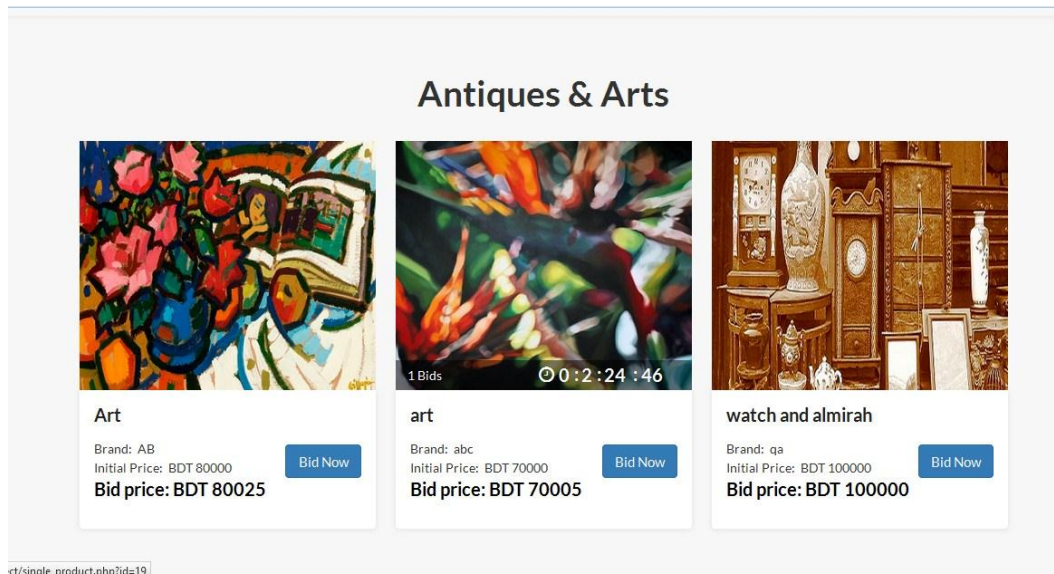 Antiques & Arts
1 Bids 0 : 2 : 24 : 46
Art
Brand: AB
Initial Price: BDT 80000
Bid price: BDT 80025
Bid Now
art
Brand: abc
Initial Price: BDT 70000
Bid price: BDT 70005
Bid Now
watch and almirah
Brand: qa
Initial Price: BDT 100000
Bid price: BDT 100000
Bid Now
ect/single_product.php?id=19